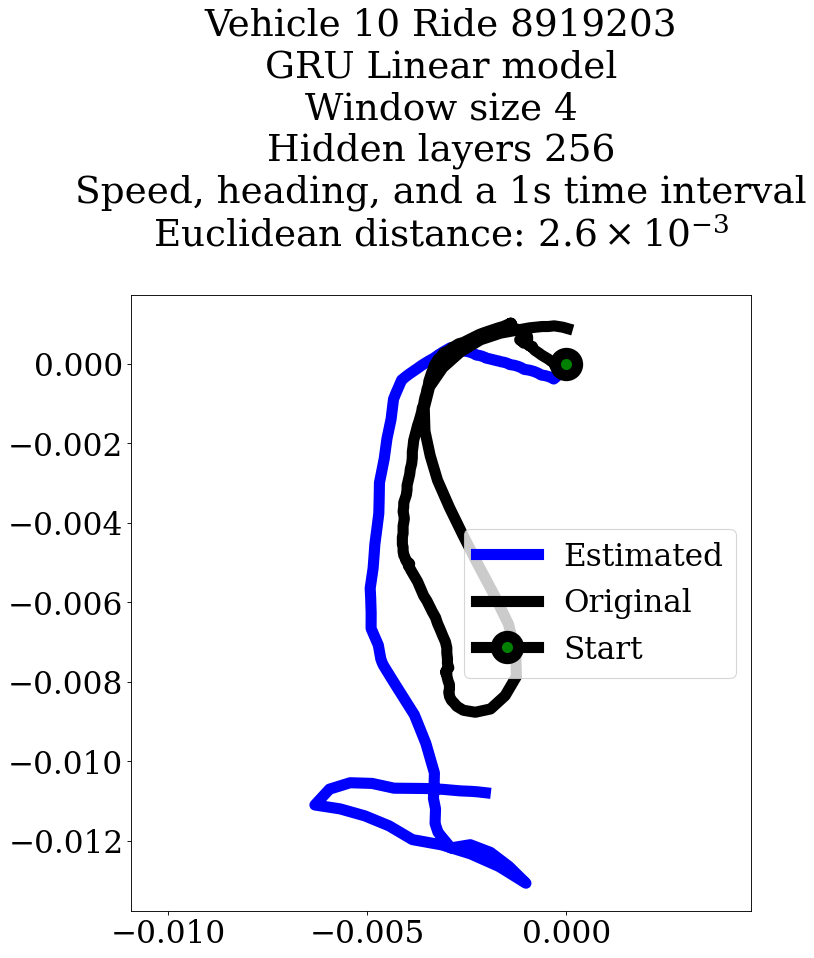 Vehicle 10 Ride 8919203
GRU Linear model
Window size 4
Hidden layers 256
Speed, heading, and a 1s time interval
Euclidean distance: 2.6 × 10⁻³
0.000
−0.002
−0.004
−0.006
−0.008
−0.010
−0.012
Estimated
Original
Start
−0.010
−0.005
0.000